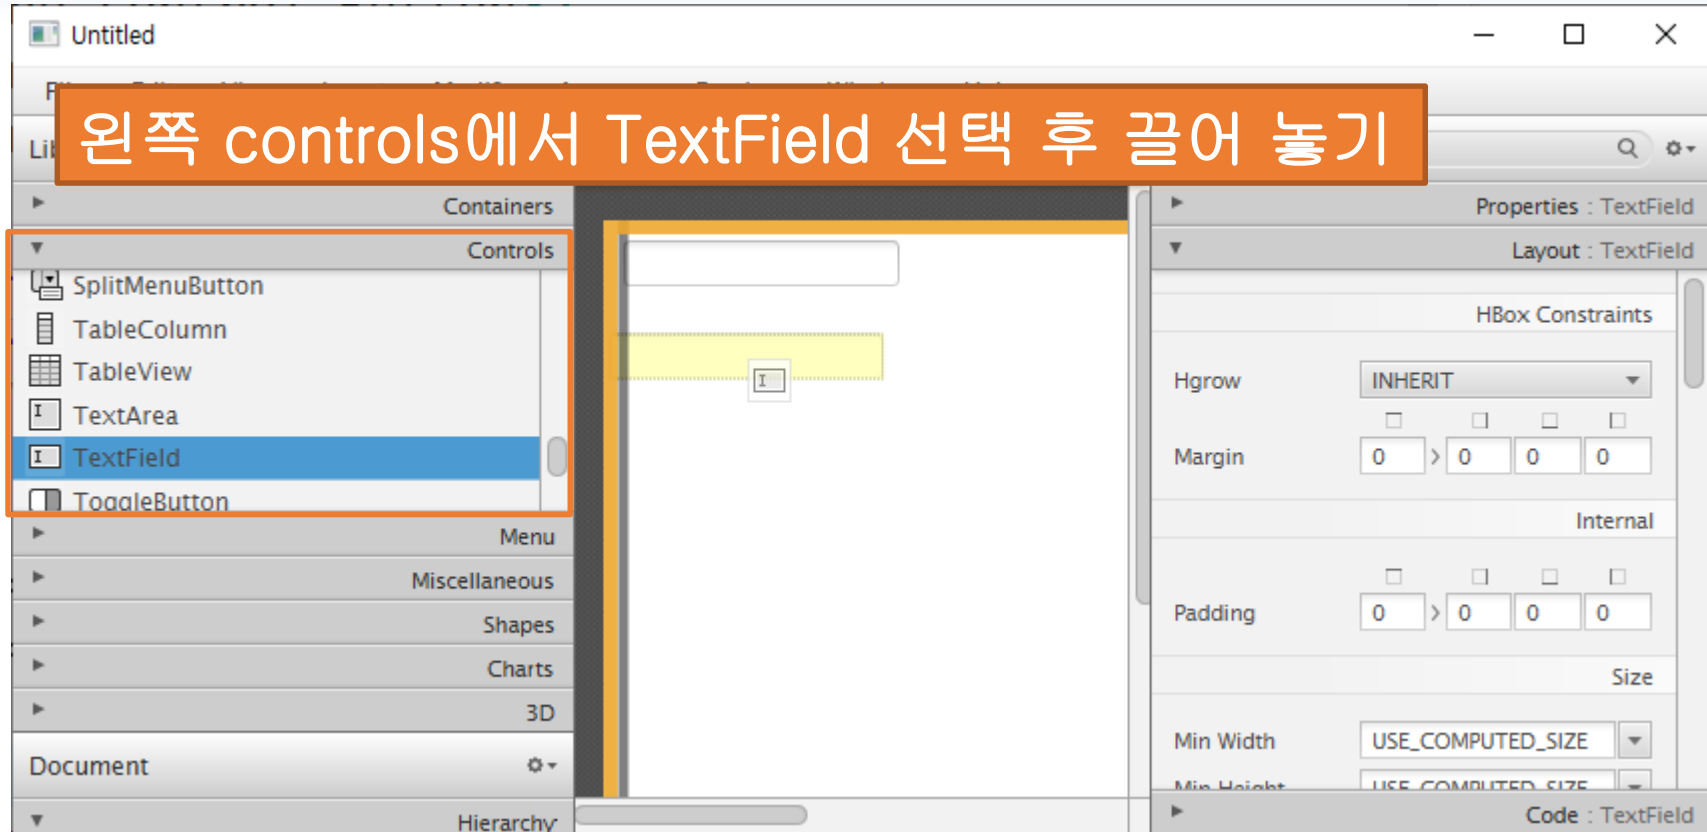 Untitled
왼쪽 controls에서 TextField 선택 후 끌어 놓기
Containers
Controls
SplitMenuButton
TableColumn
TableView
TextArea
TextField
ToggleButton
Menu
Miscellaneous
Shapes
Charts
3D
Document
Hierarchy
Properties : TextField
Layout : TextField
HBox Constraints
Hgrow INHERIT
Margin 0 > 0 0 0
Internal
Padding 0 > 0 0 0
Size
Min Width USE_COMPUTED_SIZE
Min Height USE_COMPUTED_SIZE
Code : TextField